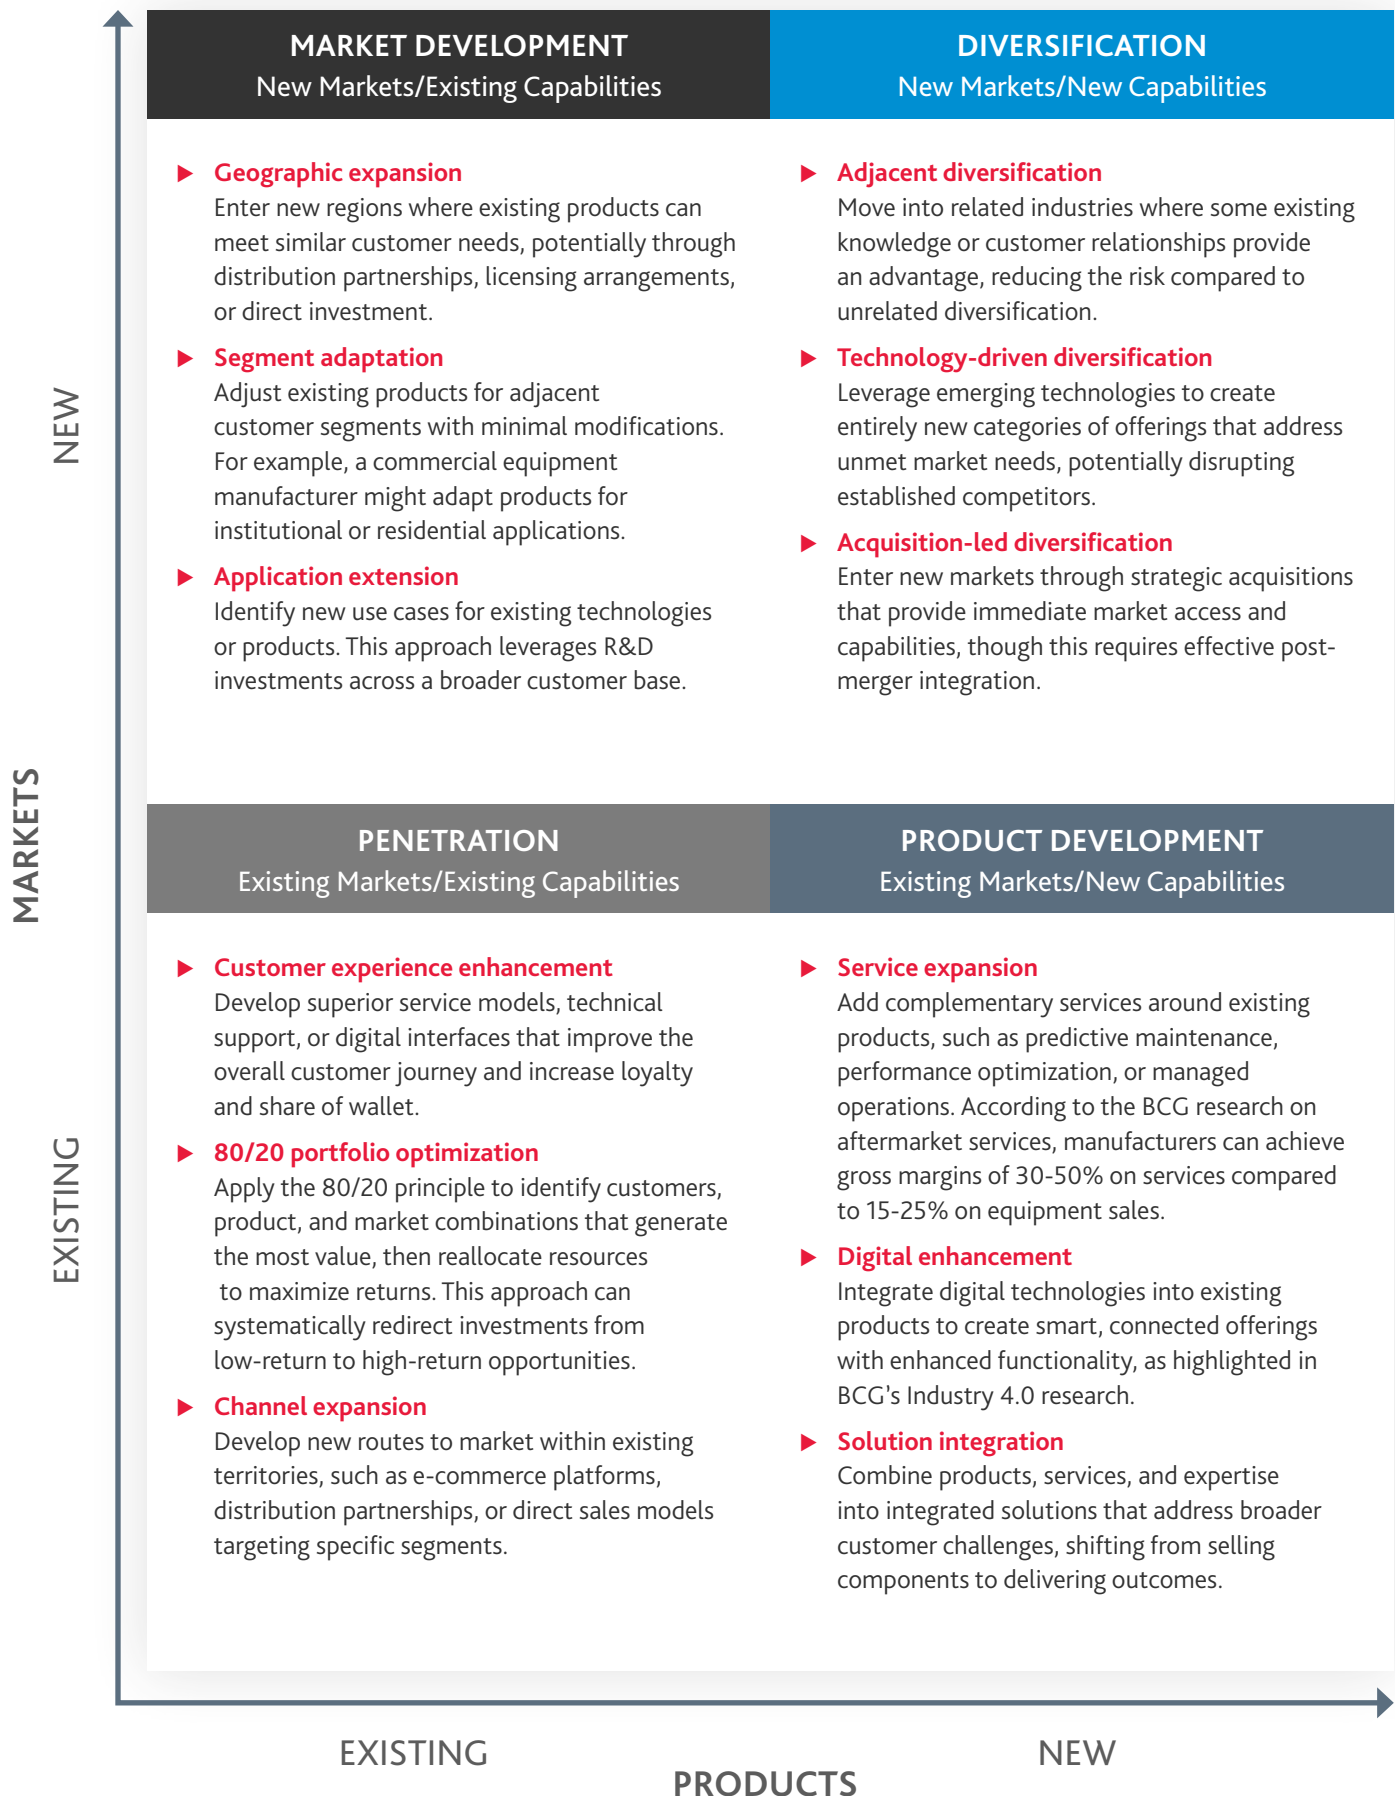 MARKET DEVELOPMENT
New Markets/Existing Capabilities
▶ Geographic expansion
Enter new regions where existing products can
meet similar customer needs, potentially through
distribution partnerships, licensing arrangements,
or direct investment.
▶ Segment adaptation
Adjust existing products for adjacent
customer segments with minimal modifications.
For example, a commercial equipment
manufacturer might adapt products for
institutional or residential applications.
▶ Application extension
Identify new use cases for existing technologies
or products. This approach leverages R&D
investments across a broader customer base.
DIVERSIFICATION
New Markets/New Capabilities
▶ Adjacent diversification
Move into related industries where some existing
knowledge or customer relationships provide
an advantage, reducing the risk compared to
unrelated diversification.
▶ Technology-driven diversification
Leverage emerging technologies to create
entirely new categories of offerings that address
unmet market needs, potentially disrupting
established competitors.
▶ Acquisition-led diversification
Enter new markets through strategic acquisitions
that provide immediate market access and
capabilities, though this requires effective post-
merger integration.
PENETRATION
Existing Markets/Existing Capabilities
▶ Customer experience enhancement
Develop superior service models, technical
support, or digital interfaces that improve the
overall customer journey and increase loyalty
and share of wallet.
▶ 80/20 portfolio optimization
Apply the 80/20 principle to identify customers,
product, and market combinations that generate
the most value, then reallocate resources
to maximize returns. This approach can
systematically redirect investments from
low-return to high-return opportunities.
▶ Channel expansion
Develop new routes to market within existing
territories, such as e-commerce platforms,
distribution partnerships, or direct sales models
targeting specific segments.
PRODUCT DEVELOPMENT
Existing Markets/New Capabilities
▶ Service expansion
Add complementary services around existing
products, such as predictive maintenance,
performance optimization, or managed
operations. According to the BCG research on
aftermarket services, manufacturers can achieve
gross margins of 30-50% on services compared
to 15-25% on equipment sales.
▶ Digital enhancement
Integrate digital technologies into existing
products to create smart, connected offerings
with enhanced functionality, as highlighted in
BCG's Industry 4.0 research.
▶ Solution integration
Combine products, services, and expertise
into integrated solutions that address broader
customer challenges, shifting from selling
components to delivering outcomes.
MARKETS
NEW
EXISTING
EXISTING
NEW
PRODUCTS